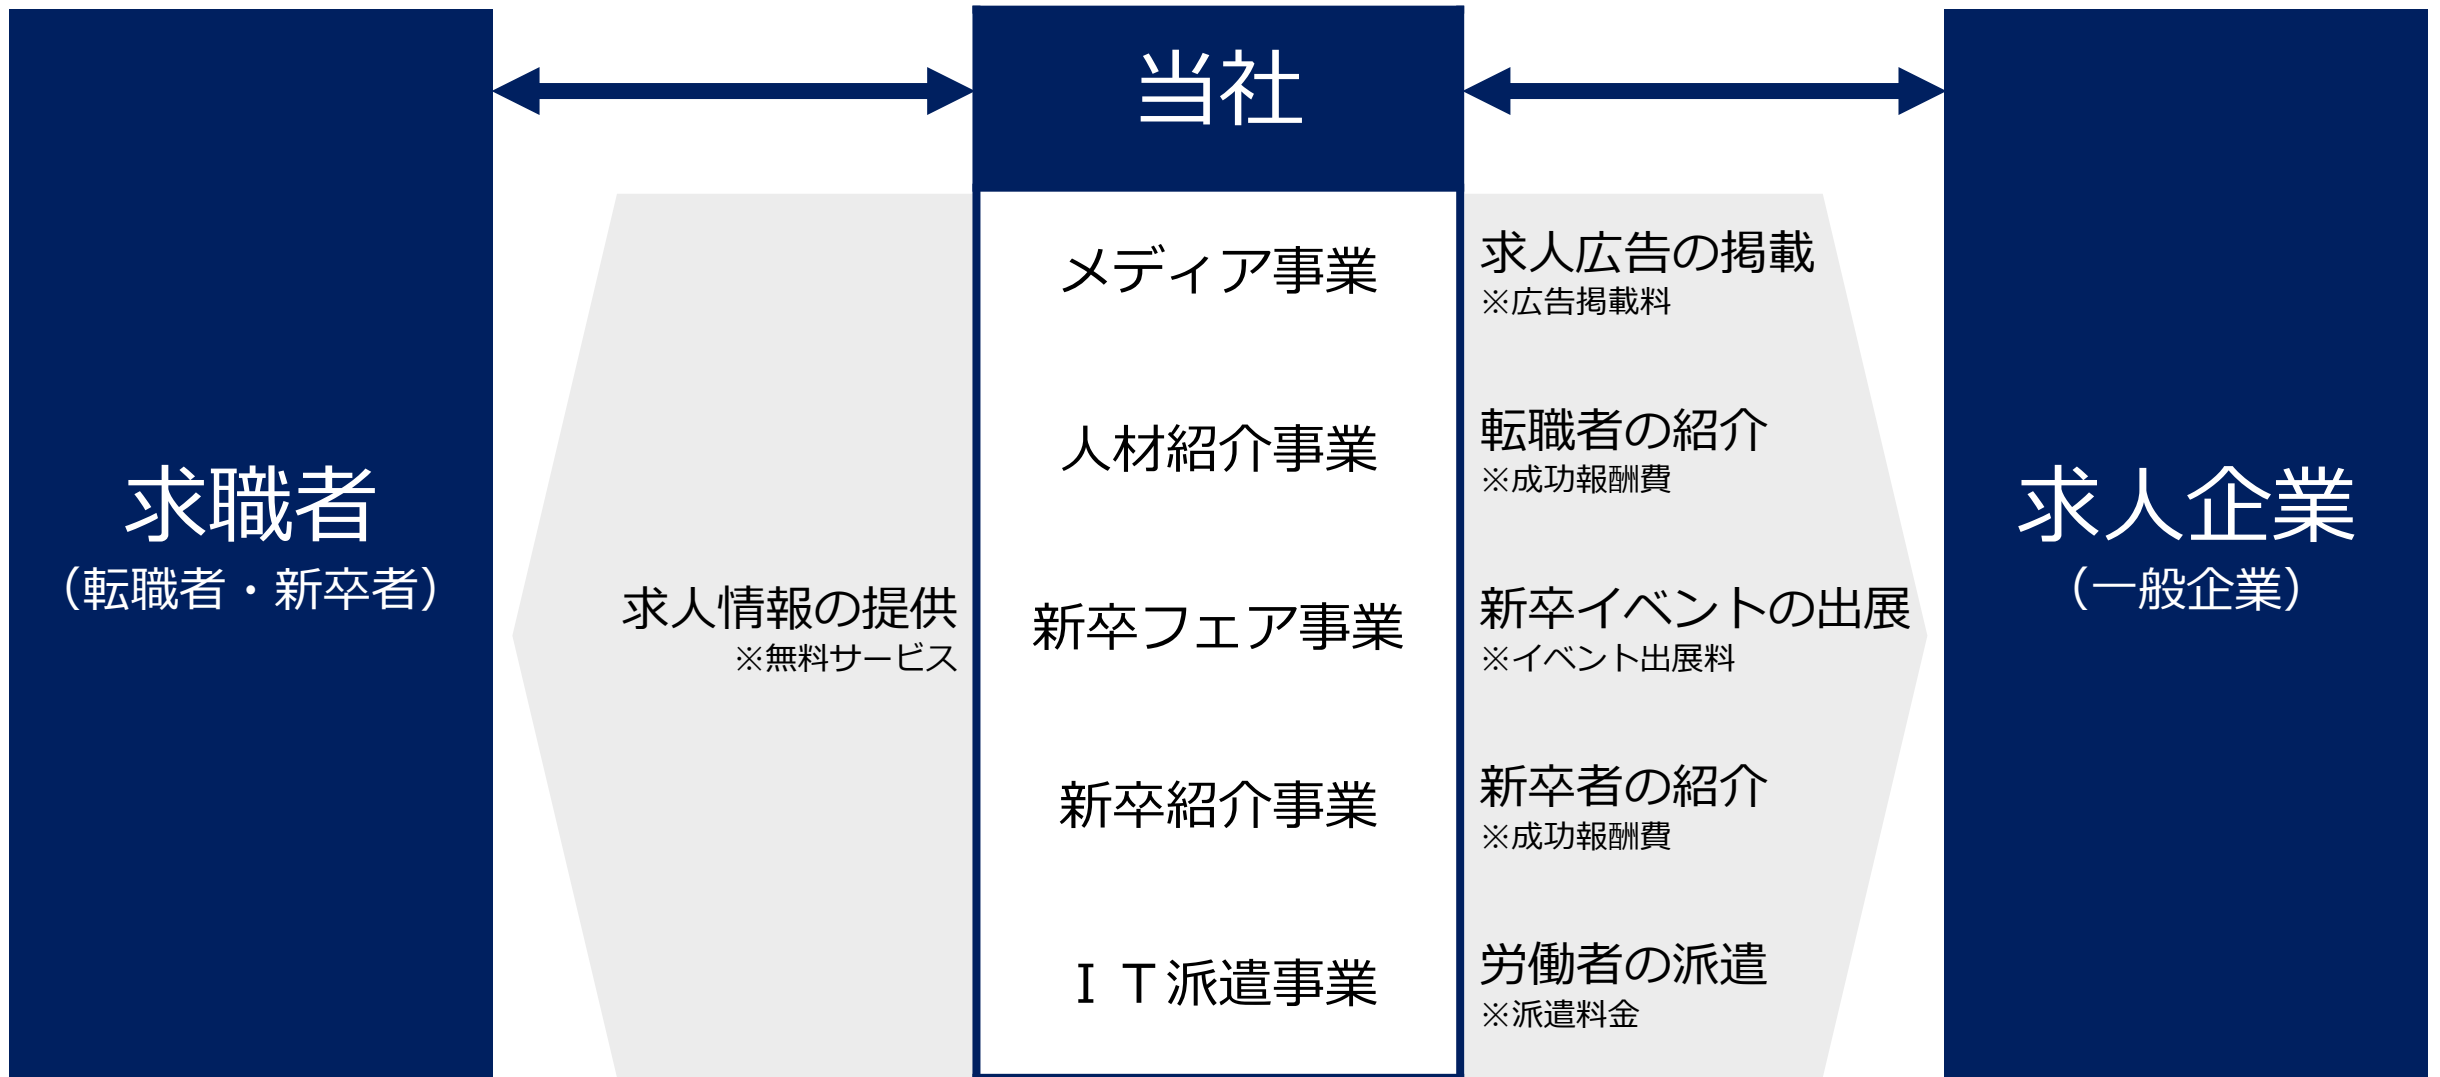 求職者
（転職者・新卒者）
求人情報の提供
※無料サービス
当社
メディア事業
人材紹介事業
新卒フェア事業
新卒紹介事業
ＩＴ派遣事業
求人広告の掲載
※広告掲載料
転職者の紹介
※成功報酬費
新卒イベントの出展
※イベント出展料
新卒者の紹介
※成功報酬費
労働者の派遣
※派遣料金
求人企業
（一般企業）